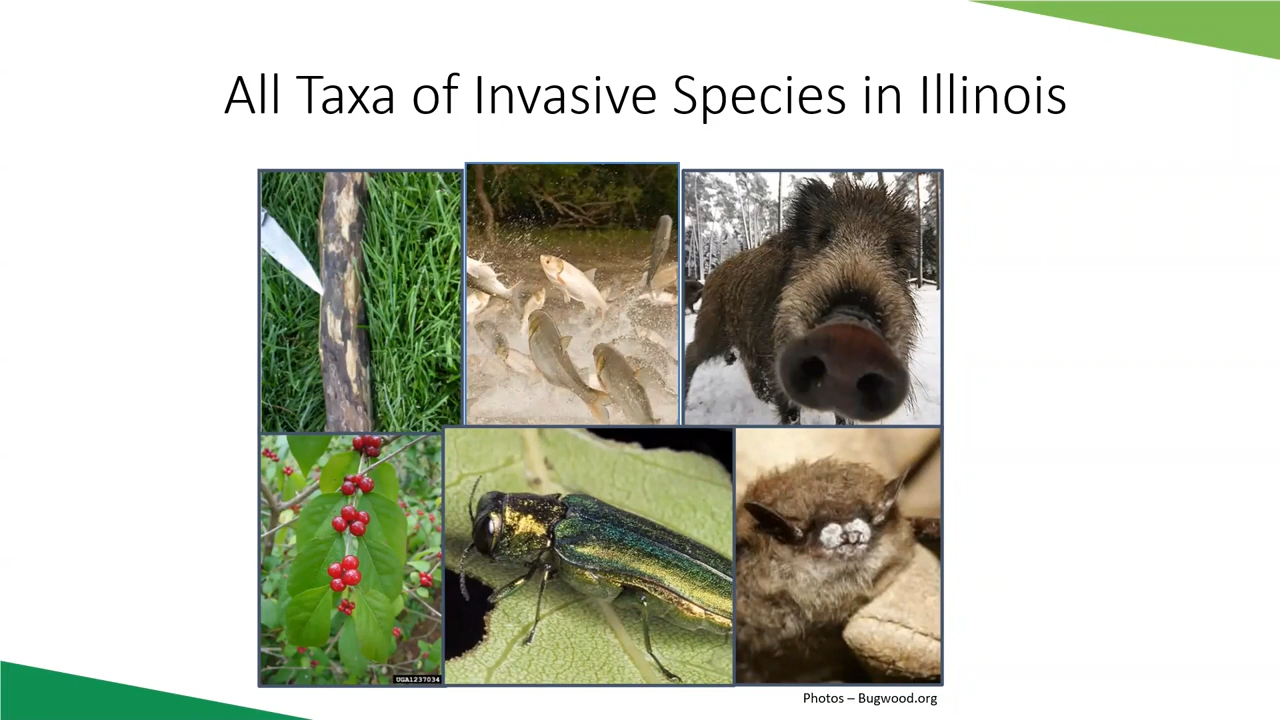 All Taxa of Invasive Species in Illinois
UGA1237034
Photos – Bugwood.org